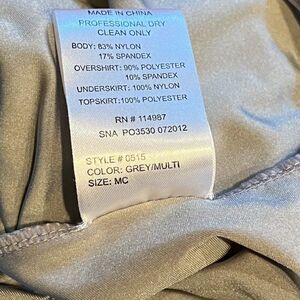 MADE IN CHINA
PROFESSIONAL DRY
CLEAN ONLY
BODY: 83% NYLON
17% SPANDEX
OVERSHIRT: 90% POLYESTER
10% SPANDEX
UNDERSKIRT: 100% NYLON
TOPSKIRT:100% POLYESTER
RN # 114987
SNA PO3530 072012
STYLE # 0515
COLOR: GREY/MULTI
SIZE: MC